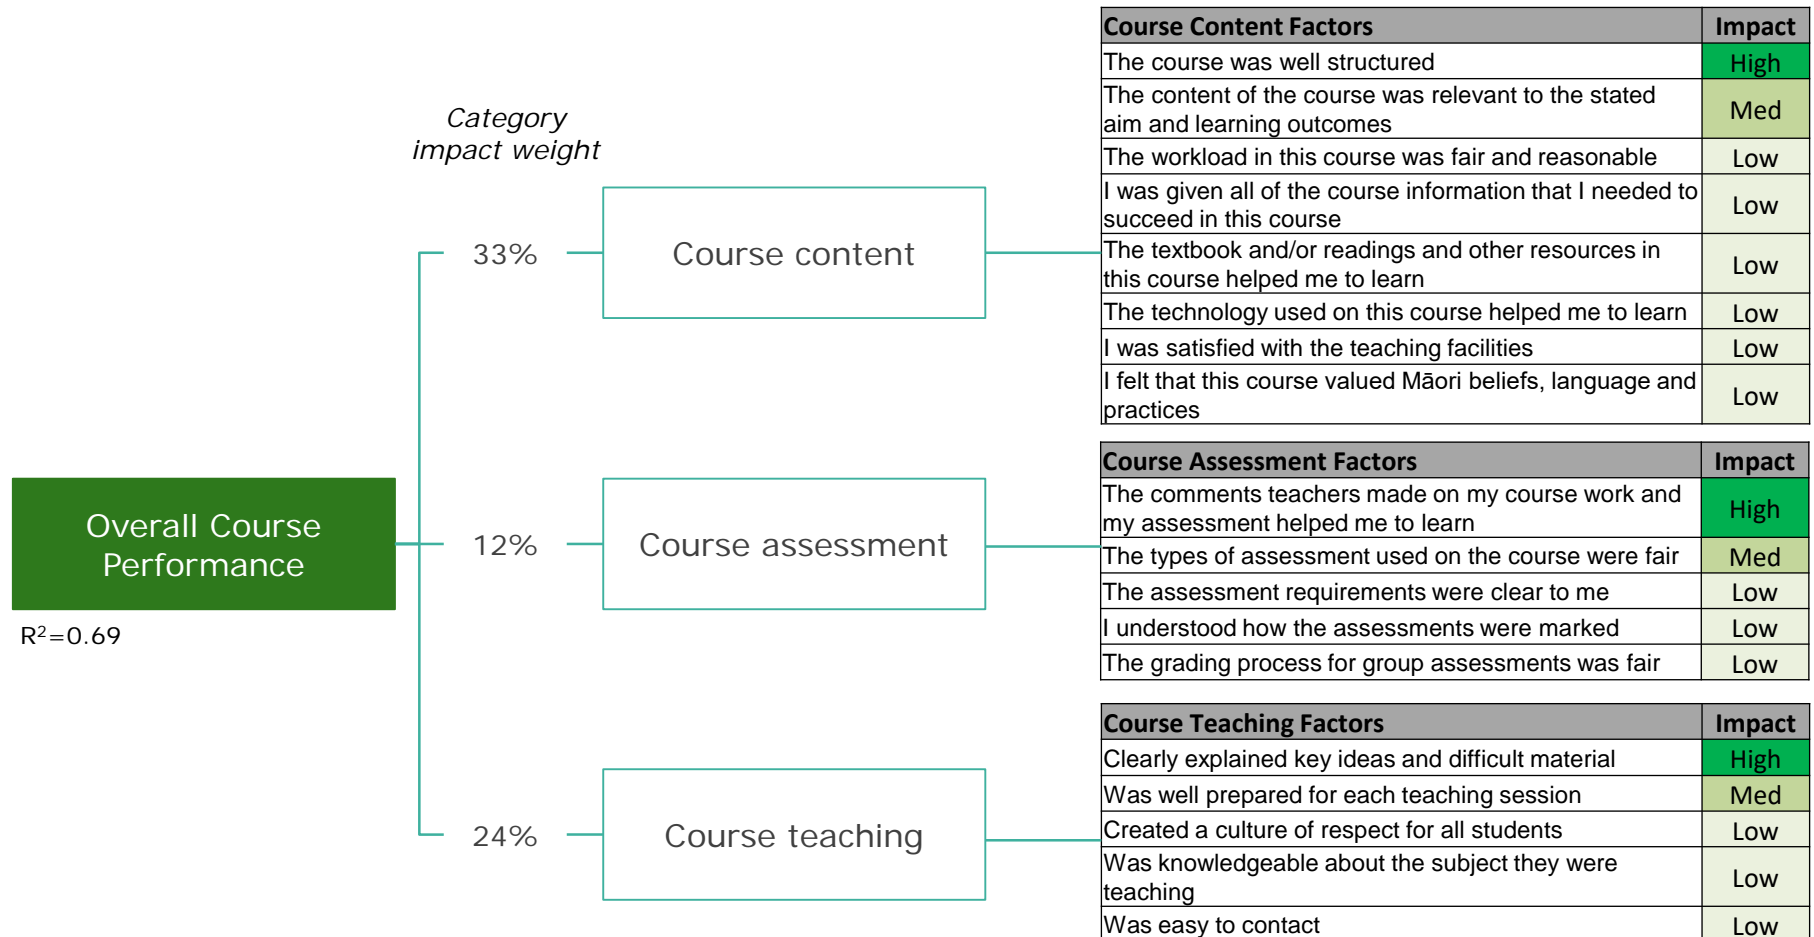 Category
impact weight
Overall Course
Performance
R²=0.69
33%
Course content
12%
Course assessment
24%
Course teaching
Course Content Factors Impact
The course was well structured High
The content of the course was relevant to the stated
aim and learning outcomes Med
The workload in this course was fair and reasonable Low
I was given all of the course information that I needed to
succeed in this course Low
The textbook and/or readings and other resources in
this course helped me to learn Low
The technology used on this course helped me to learn Low
I was satisfied with the teaching facilities Low
I felt that this course valued Māori beliefs, language and
practices Low
Course Assessment Factors Impact
The comments teachers made on my course work and
my assessment helped me to learn High
The types of assessment used on the course were fair Med
The assessment requirements were clear to me Low
I understood how the assessments were marked Low
The grading process for group assessments was fair Low
Course Teaching Factors Impact
Clearly explained key ideas and difficult material High
Was well prepared for each teaching session Med
Created a culture of respect for all students Low
Was knowledgeable about the subject they were
teaching Low
Was easy to contact Low